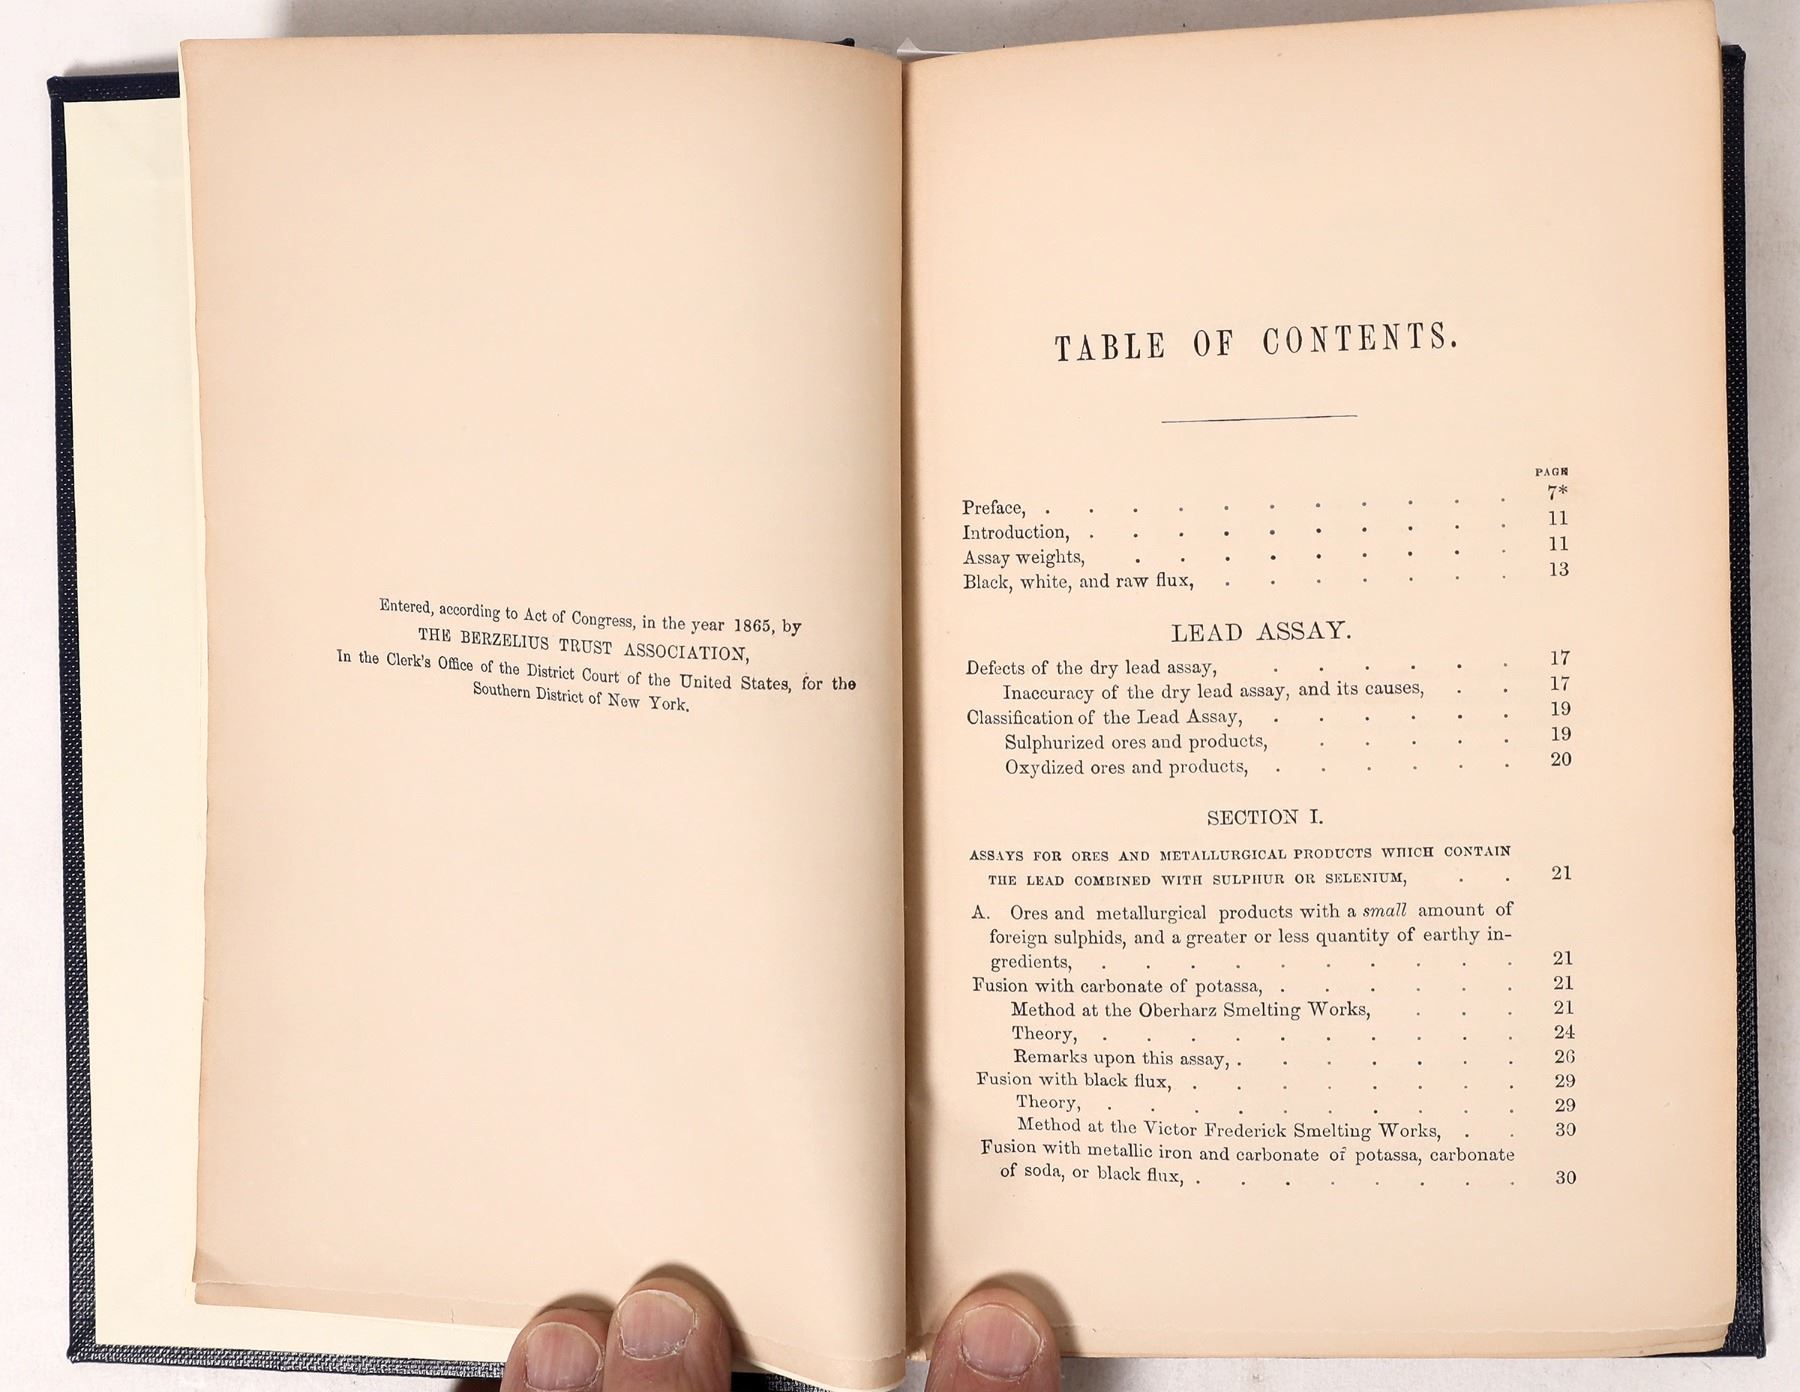 Entered, according to Act of Congress, in the year 1865, by
THE BERZELIUS TRUST ASSOCIATION,
In the Clerk's Office of the District Court of the United States, for the
Southern District of New York.
TABLE OF CONTENTS.
PAGE
Preface, . . . . . . . . . . . 7*
Introduction, . . . . . . . . . . 11
Assay weights, . . . . . . . . . 11
Black, white, and raw flux, . . . . . . . 13
LEAD ASSAY.
Defects of the dry lead assay, . . . . . . 17
Inaccuracy of the dry lead assay, and its causes, . . 17
Classification of the Lead Assay, . . . . . . 19
Sulphurized ores and products, . . . . . 19
Oxydized ores and products, . . . . . . 20
SECTION I.
ASSAYS FOR ORES AND METALLURGICAL PRODUCTS WHICH CONTAIN
THE LEAD COMBINED WITH SULPHUR OR SELENIUM, . . 21
A. Ores and metallurgical products with a small amount of
foreign sulphids, and a greater or less quantity of earthy in-
gredients, . . . . . . . . . . 21
Fusion with carbonate of potassa, . . . . . . 21
Method at the Oberharz Smelting Works, . . . 21
Theory, . . . . . . . . . . 24
Remarks upon this assay, . . . . . . . 26
Fusion with black flux, . . . . . . . . 29
Theory, . . . . . . . . . . 29
Method at the Victor Frederick Smelting Works, . . 30
Fusion with metallic iron and carbonate of potassa, carbonate
of soda, or black flux, . . . . . . . . 30